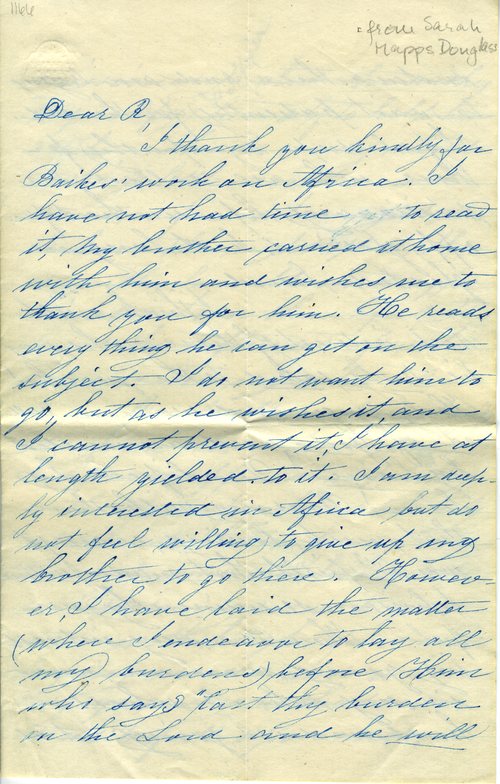 1166
: from Sarah
Mapps Douglass
Dear R,
I thank you kindly for
Baikes' work on Africa. I
have not had time to read
it, My brother carried it home
with him and wishes me to
thank you for him. He reads
every thing he can get on the
subject. I do not want him to
go, but as he wishes it, and
I cannot prevent it, I have at
length yielded to it. I am deep-
ly interested in Africa but do
not feel willing to give up my
brother to go there. Howev-
er, I have laid the matter
(where I endeavor to lay all
my burdens) before Him
who says "Cast thy burden
on the Lord and he will